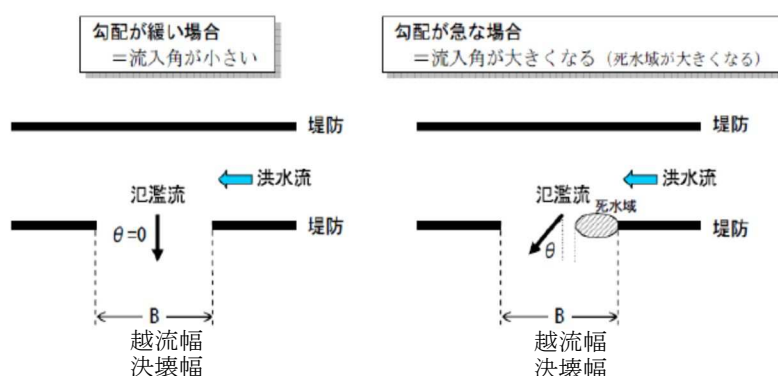 勾配が緩い場合
＝流入角が小さい
堤防
洪水流
氾濫流
θ=0
堤防
B
越流幅
決壊幅
勾配が急な場合
＝流入角が大きくなる（死水域が大きくなる）
堤防
洪水流
氾濫流
死水域
θ
堤防
B
越流幅
決壊幅